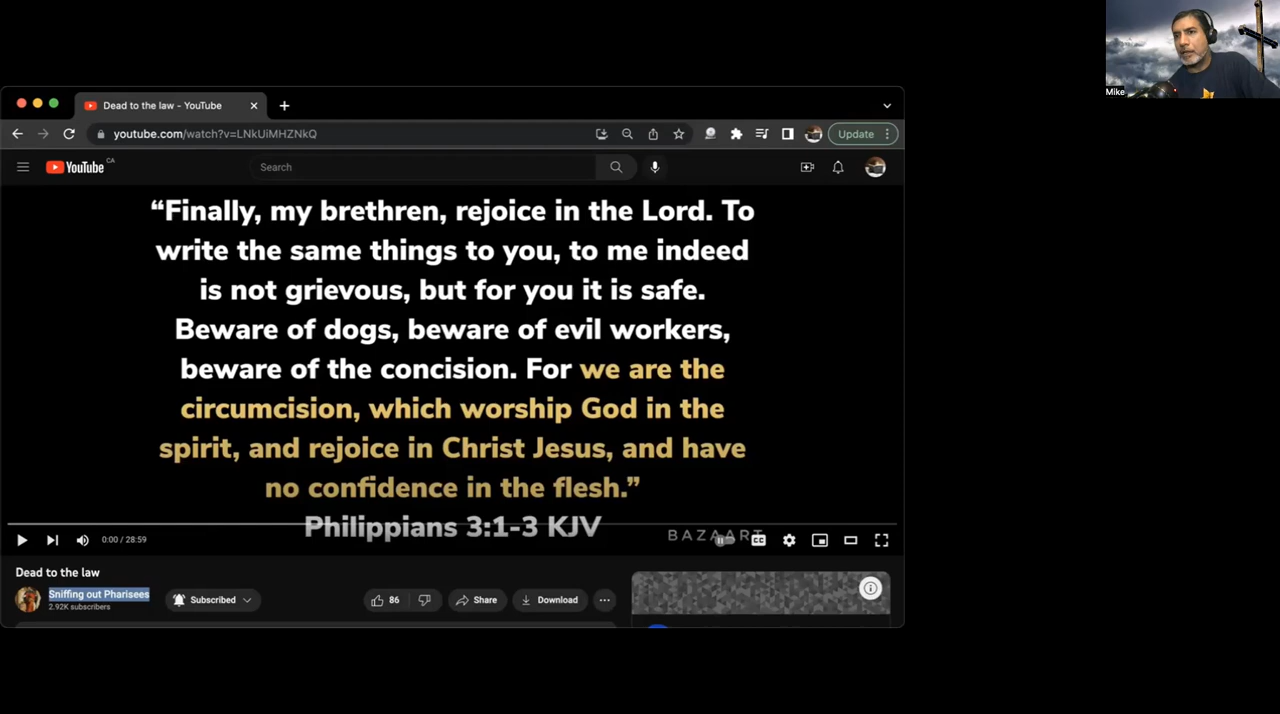 Mike
Dead to the law - YouTube
youtube.com/watch?v=LNkUiMHZNkQ
Update
YouTube CA
Search
“Finally, my brethren, rejoice in the Lord. To
write the same things to you, to me indeed
is not grievous, but for you it is safe.
Beware of dogs, beware of evil workers,
beware of the concision. For we are the
circumcision, which worship God in the
spirit, and rejoice in Christ Jesus, and have
no confidence in the flesh.”
Philippians 3:1-3 KJV
BAZAART
0:00 / 28:59
CC
Dead to the law
Sniffing out Pharisees
2.92K subscribers
Subscribed
86
Share
Download